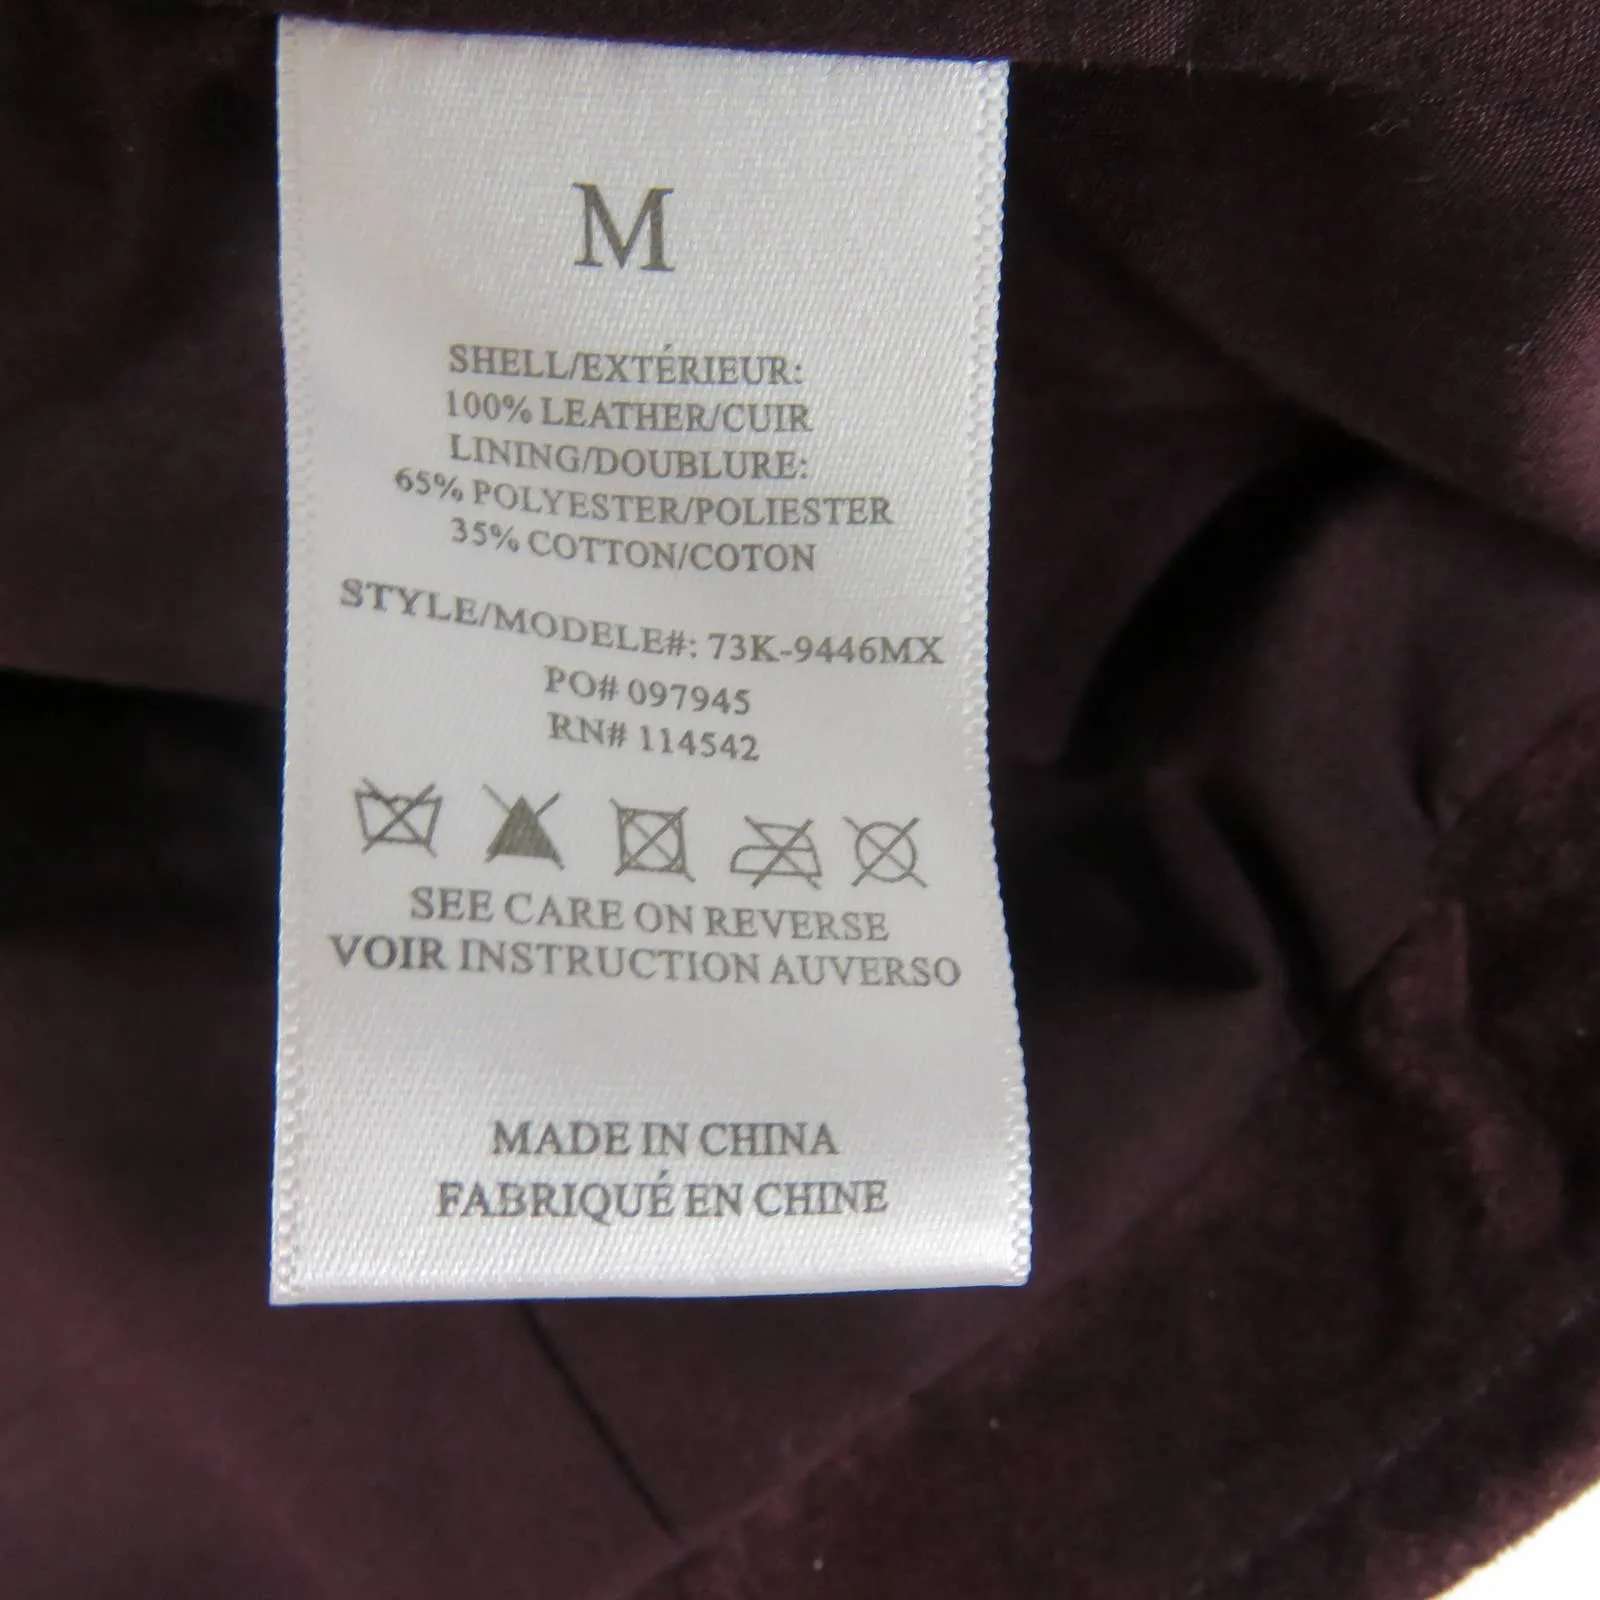 M
SHELL/EXTÉRIEUR:
100% LEATHER/CUIR
LINING/DOUBLURE:
65% POLYESTER/POLIESTER
35% COTTON/COTON
STYLE/MODELE#: 73K-9446MX
PO# 097945
RN# 114542
SEE CARE ON REVERSE
VOIR INSTRUCTION AUVERSO
MADE IN CHINA
FABRIQUÉ EN CHINE